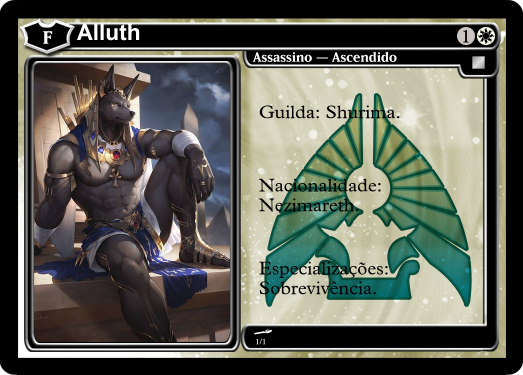 F
Alluth
1
Assassino — Ascendido
Guilda: Shurima.
Nacionalidade:
Nezimareth.
Especializações:
Sobrevivência.
1/1